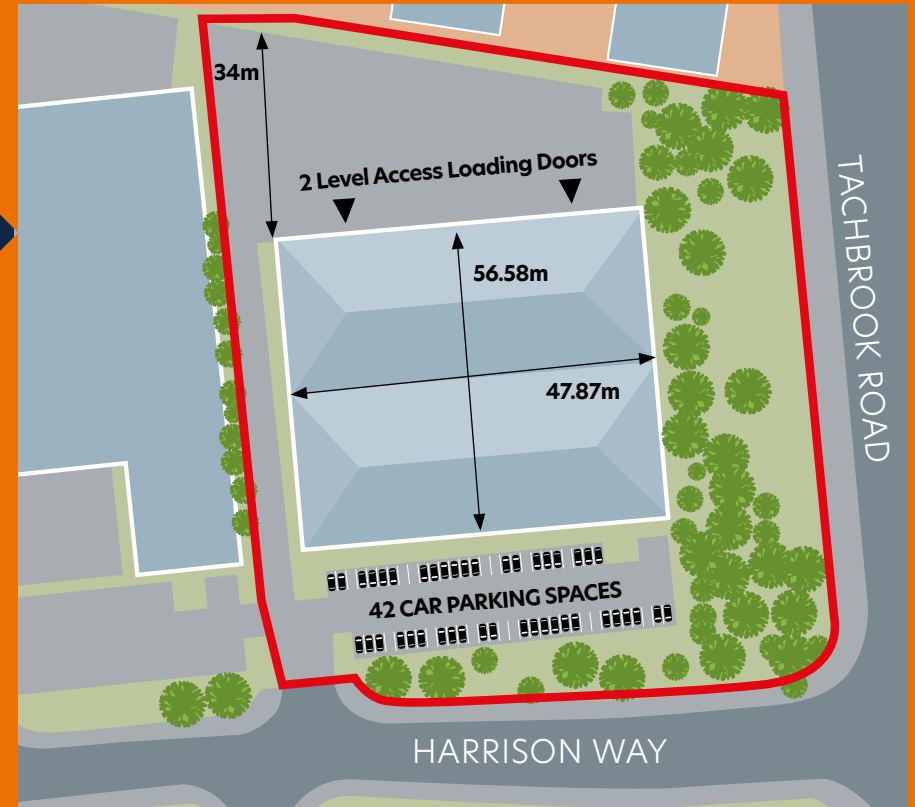 34m
2 Level Access Loading Doors
56.58m
47.87m
TACHBROOK ROAD
42 CAR PARKING SPACES
HARRISON WAY